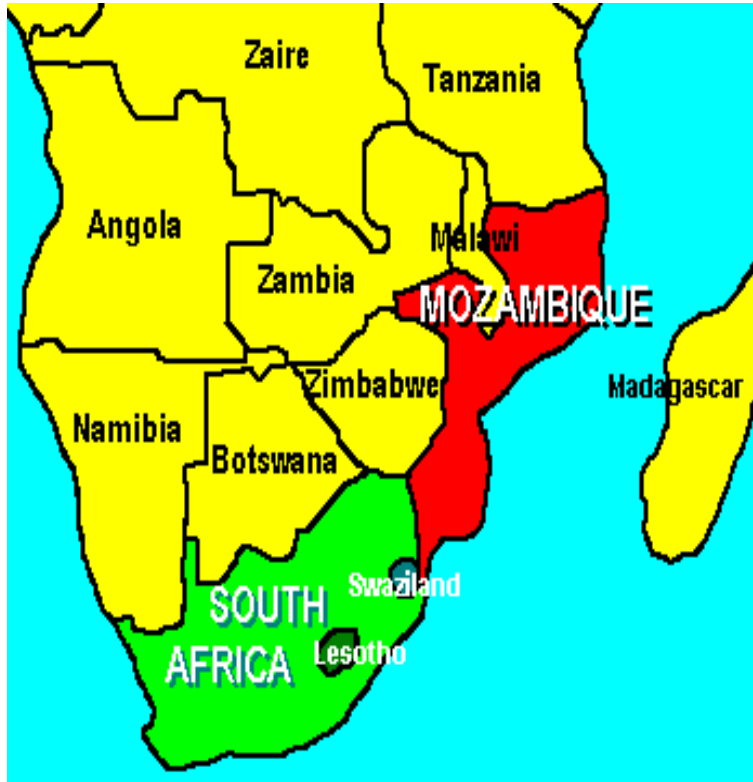 Zaire
Tanzania
Angola
Malawi
Zambia
MOZAMBIQUE
Zimbabwe
Madagascar
Namibia
Botswana
Swaziland
SOUTH
AFRICA
Lesotho